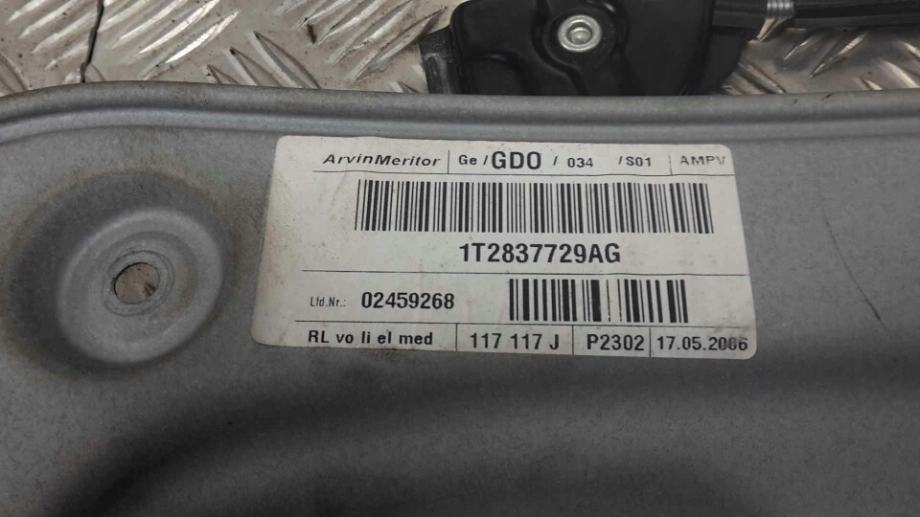 ArvinMeritor Ge / GDO / 034 / S01 AMPV
1T2837729AG
Lfd.Nr.: 02459268
RL vo li el med 117 117 J P2302 17.05.2006